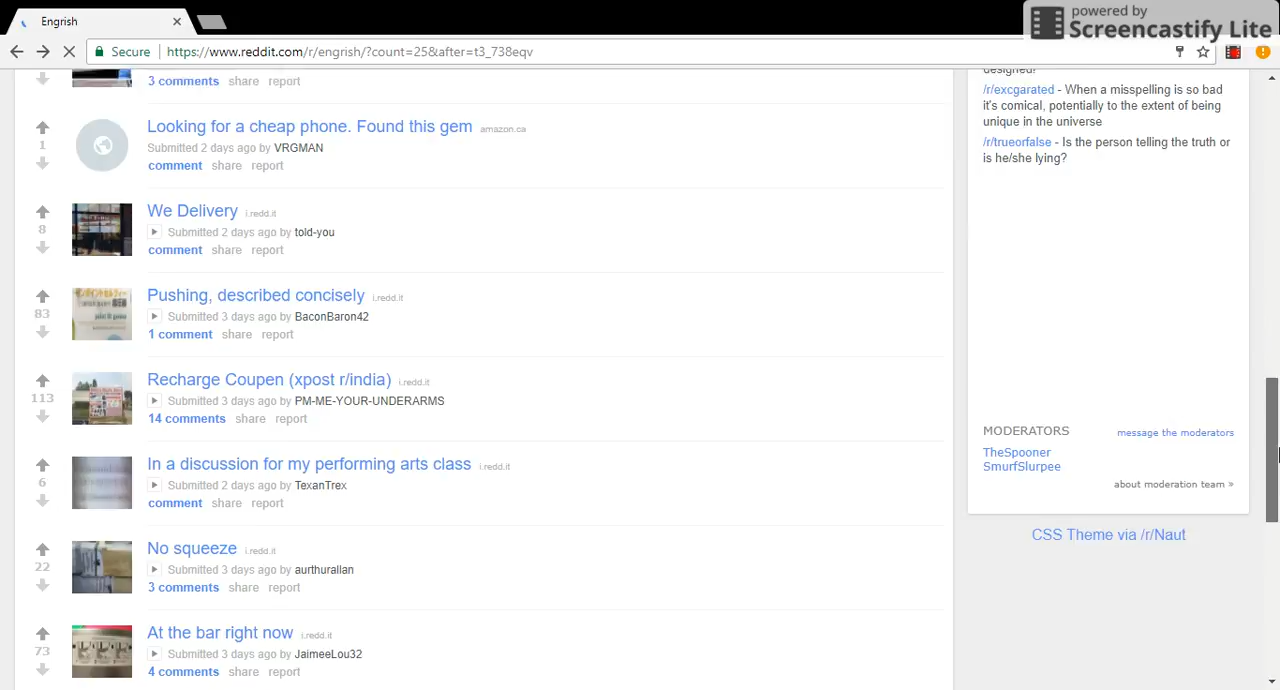 Engrish
powered by
Screencastify Lite
Secure
https://www.reddit.com/r/engrish/?count=25&after=t3_738eqv
3 comments share report
1
Looking for a cheap phone. Found this gem amazon.ca
Submitted 2 days ago by VRGMAN
comment share report
8
We Delivery i.redd.it
Submitted 2 days ago by told-you
comment share report
83
Pushing, described concisely i.redd.it
Submitted 3 days ago by BaconBaron42
1 comment share report
113
Recharge Coupen (xpost r/india) i.redd.it
Submitted 3 days ago by PM-ME-YOUR-UNDERARMS
14 comments share report
6
In a discussion for my performing arts class i.redd.it
Submitted 2 days ago by TexanTrex
comment share report
22
No squeeze i.redd.it
Submitted 3 days ago by aurthurallan
3 comments share report
73
At the bar right now i.redd.it
Submitted 3 days ago by JaimeeLou32
4 comments share report
designed?
/r/excgarated - When a misspelling is so bad
it's comical, potentially to the extent of being
unique in the universe
/r/trueorfalse - Is the person telling the truth or
is he/she lying?
MODERATORS
message the moderators
TheSpooner
SmurfSlurpee
about moderation team »
CSS Theme via /r/Naut